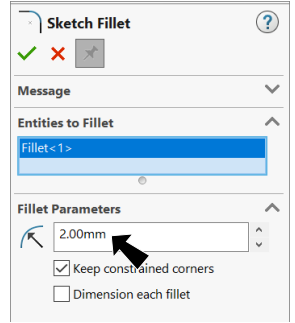 Sketch Fillet
?
Message
Entities to Fillet
Fillet<1>
Fillet Parameters
2.00mm
Keep constrained corners
Dimension each fillet